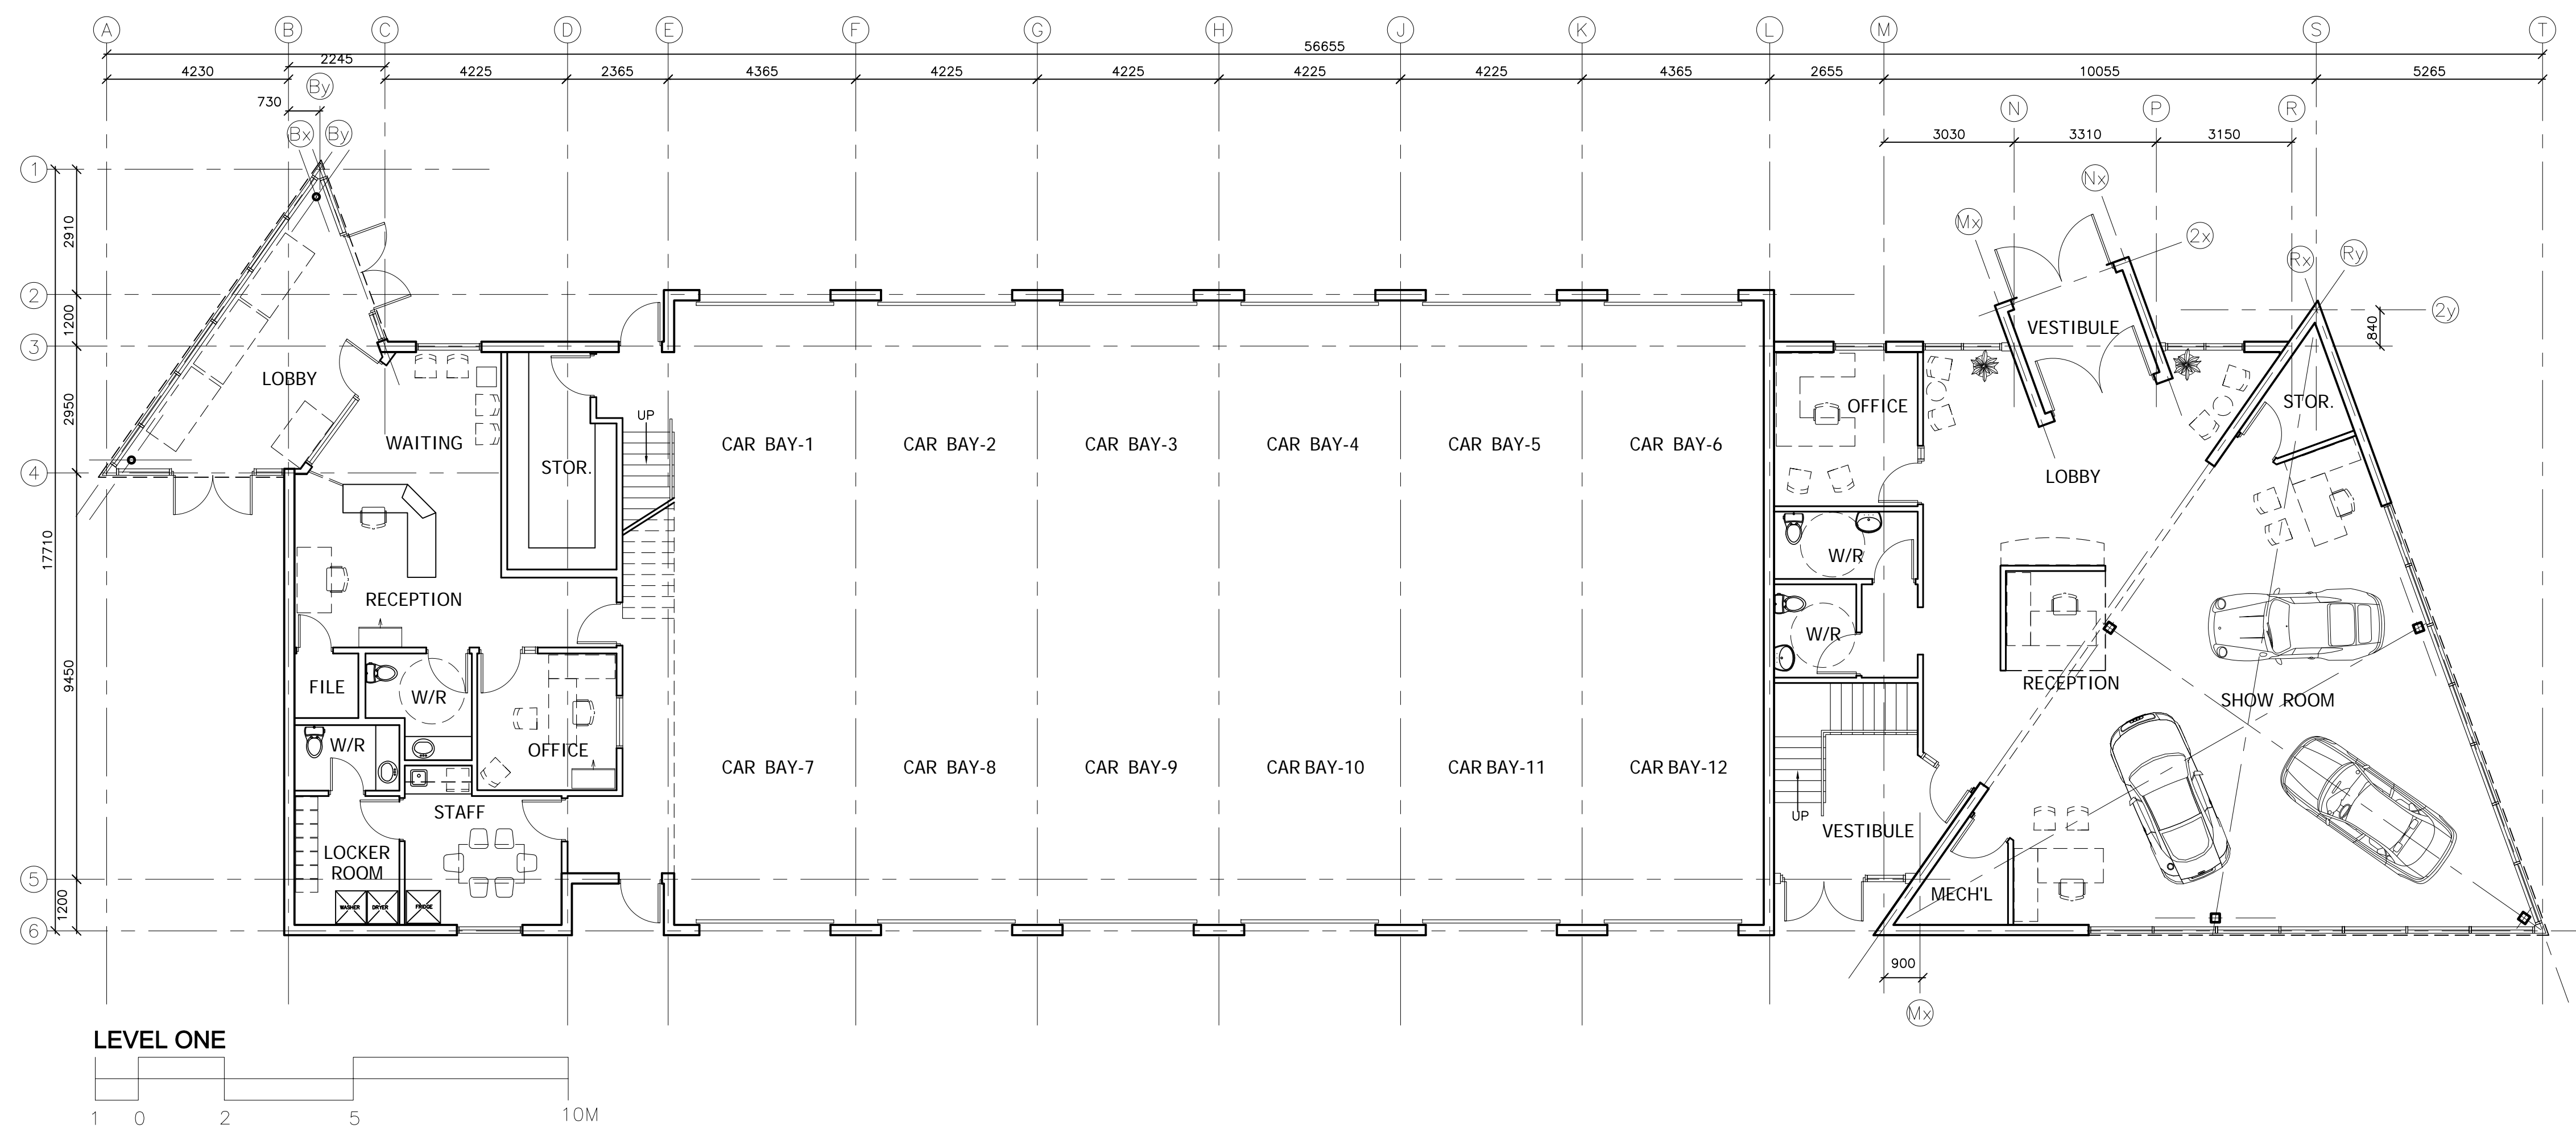 A B C D E F G H J K L M S T
56655
2245
4230 4225 2365 4365 4225 4225 4225 4225 4365 2655 10055 5265
By
730
N P R
Bx By
3030 3310 3150
1
Nx
Mx
2x
2910
Rx Ry
2
2y
1200
VESTIBULE
840
3
LOBBY
STOR.
OFFICE
2950
UP
WAITING
CAR BAY-1 CAR BAY-2 CAR BAY-3 CAR BAY-4 CAR BAY-5 CAR BAY-6
STOR.
4
LOBBY
17710
W/R
RECEPTION
W/R
9450
FILE
W/R
RECEPTION
SHOW ROOM
W/R
OFFICE
CAR BAY-7 CAR BAY-8 CAR BAY-9 CAR BAY-10 CAR BAY-11 CAR BAY-12
STAFF
UP
VESTIBULE
LOCKER
ROOM
5
MECH'L
WASHER DRYER FRIDGE
1200
6
900
Mx
LEVEL ONE
1 0 2 5 10M